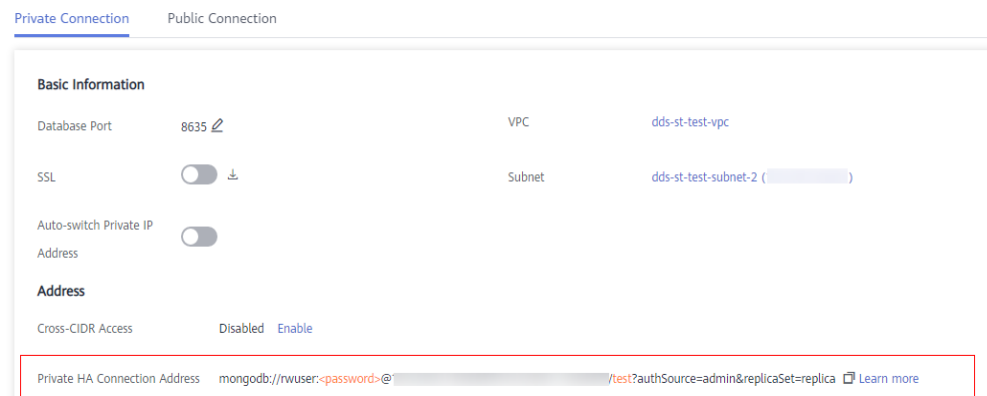 Private Connection Public Connection
Basic Information
Database Port 8635
VPC dds-st-test-vpc
SSL
Subnet dds-st-test-subnet-2 ( )
Auto-switch Private IP
Address
Address
Cross-CIDR Access Disabled Enable
Private HA Connection Address mongodb://rwuser:<password>@ /test?authSource=admin&replicaSet=replica Learn more